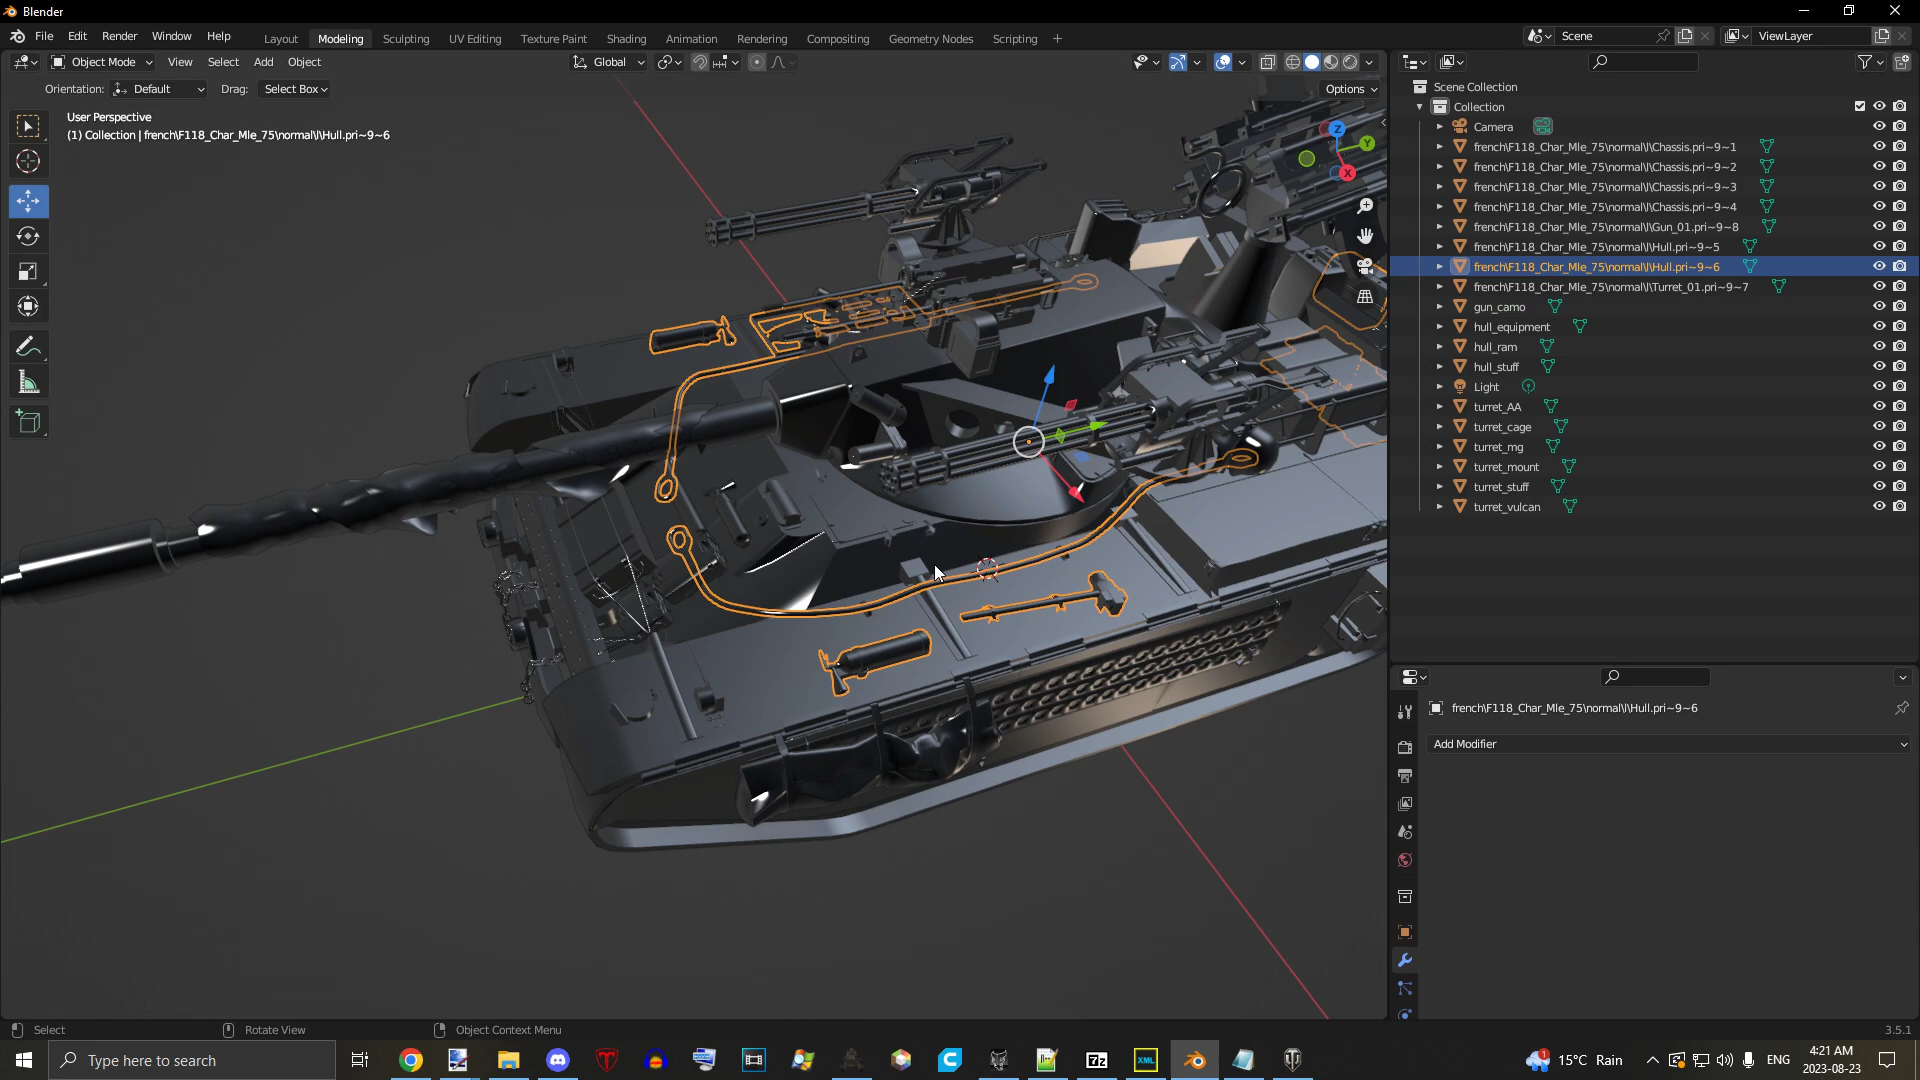 Blender
File Edit Render Window Help
Layout Modeling Sculpting UV Editing Texture Paint Shading Animation Rendering Compositing Geometry Nodes Scripting +
Scene
ViewLayer
Object Mode View Select Add Object
Global
Orientation: Default Drag: Select Box
Options
User Perspective
(1) Collection | french\F118_Char_Mle_75\normal\l\Hull.pri~9~6
Z
Y
X
Scene Collection
Collection
Camera
french\F118_Char_Mle_75\normal\l\Chassis.pri~9~1
french\F118_Char_Mle_75\normal\l\Chassis.pri~9~2
french\F118_Char_Mle_75\normal\l\Chassis.pri~9~3
french\F118_Char_Mle_75\normal\l\Chassis.pri~9~4
french\F118_Char_Mle_75\normal\l\Gun_01.pri~9~8
french\F118_Char_Mle_75\normal\l\Hull.pri~9~5
french\F118_Char_Mle_75\normal\l\Hull.pri~9~6
french\F118_Char_Mle_75\normal\l\Turret_01.pri~9~7
gun_camo
hull_equipment
hull_ram
hull_stuff
Light
turret_AA
turret_cage
turret_mg
turret_mount
turret_stuff
turret_vulcan
french\F118_Char_Mle_75\normal\l\Hull.pri~9~6
Add Modifier
Select Rotate View Object Context Menu
3.5.1
Type here to search
7z
XML
1
15°C Rain
ENG
4:21 AM
2023-08-23